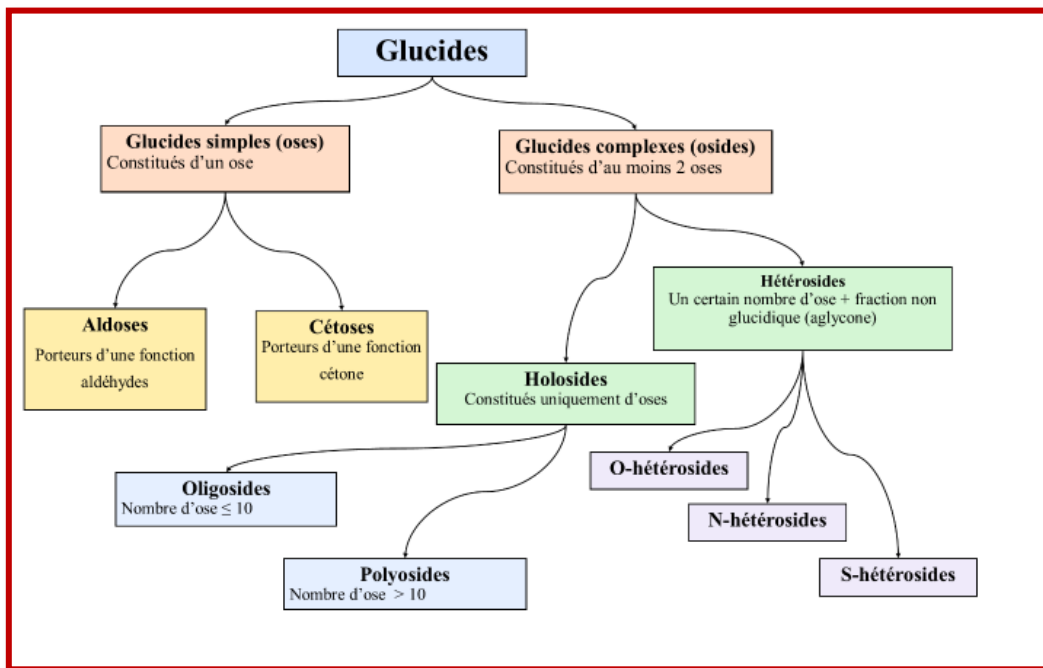 Glucides
Glucides simples (oses)
Constitués d'un ose
Glucides complexes (osides)
Constitués d'au moins 2 oses
Aldoses
Porteurs d'une fonction
aldéhydes
Cétoses
Porteurs d'une fonction
cétone
Hétérosides
Un certain nombre d'ose + fraction non
glucidique (aglycone)
Holosides
Constitués uniquement d'oses
Oligosides
Nombre d'ose ≤ 10
Polyosides
Nombre d'ose > 10
O-hétérosides
N-hétérosides
S-hétérosides